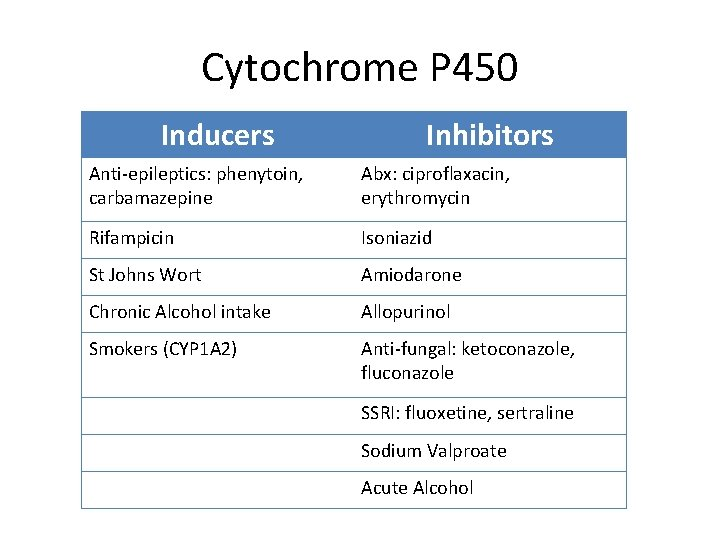 Cytochrome P450
Inducers
Inhibitors
Anti-epileptics: phenytoin,
carbamazepine
Abx: ciproflaxacin,
erythromycin
Rifampicin
Isoniazid
St Johns Wort
Amiodarone
Chronic Alcohol intake
Allopurinol
Smokers (CYP1A2)
Anti-fungal: ketoconazole,
fluconazole
SSRI: fluoxetine, sertraline
Sodium Valproate
Acute Alcohol